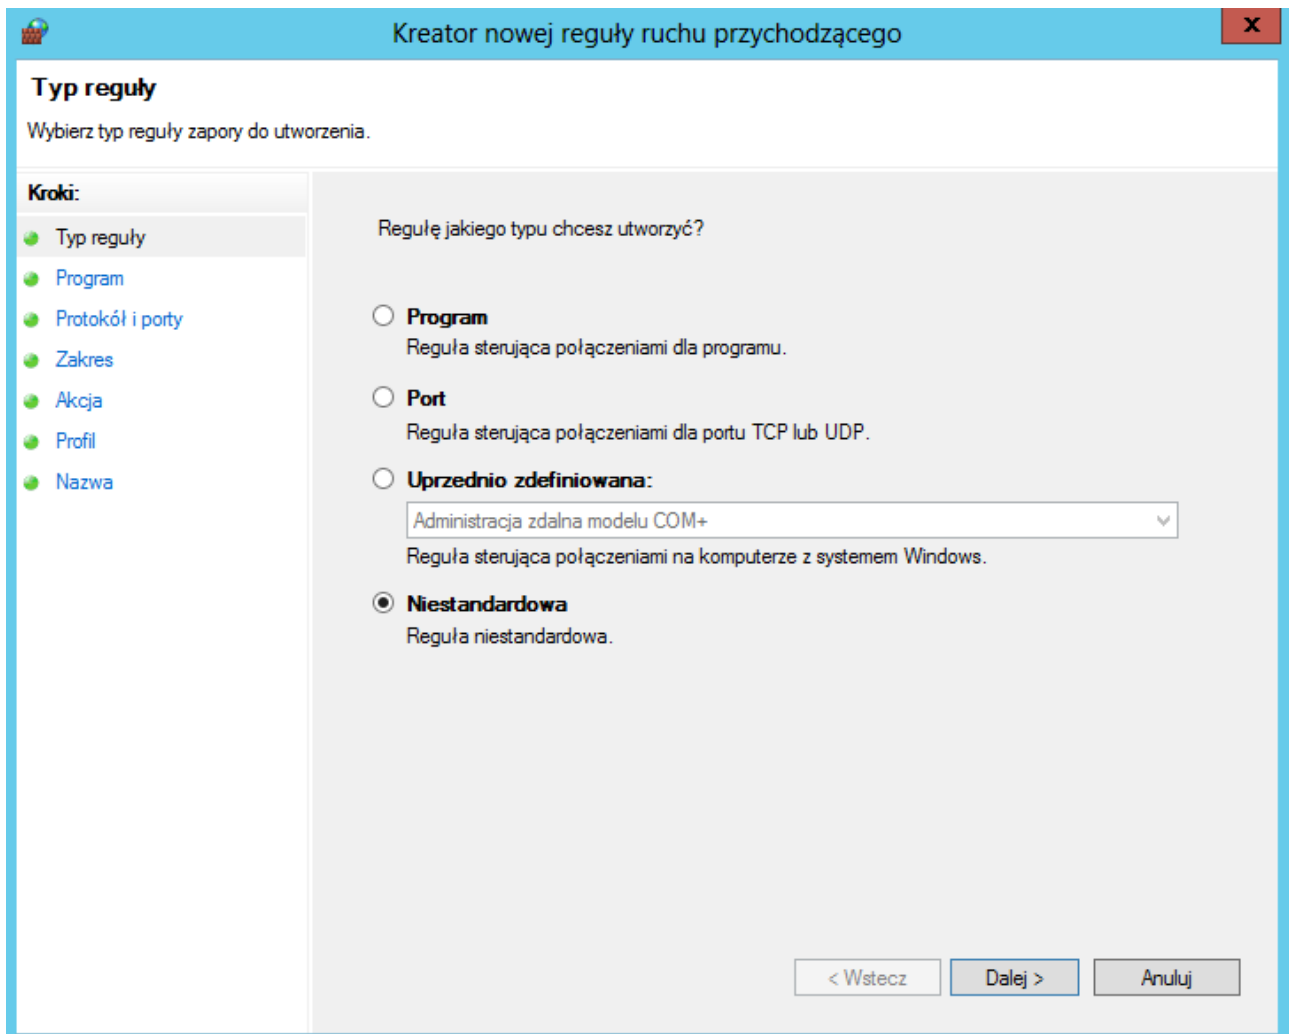 Kreator nowej reguły ruchu przychodzącego
x
Typ reguły
Wybierz typ reguły zapory do utworzenia.
Kroki:
Typ reguły
Program
Protokół i porty
Zakres
Akcja
Profil
Nazwa
Regułę jakiego typu chcesz utworzyć?
Program
Reguła sterująca połączeniami dla programu.
Port
Reguła sterująca połączeniami dla portu TCP lub UDP.
Uprzednio zdefiniowana:
Administracja zdalna modelu COM+
Reguła sterująca połączeniami na komputerze z systemem Windows.
Niestandardowa
Reguła niestandardowa.
< Wstecz
Dalej >
Anuluj